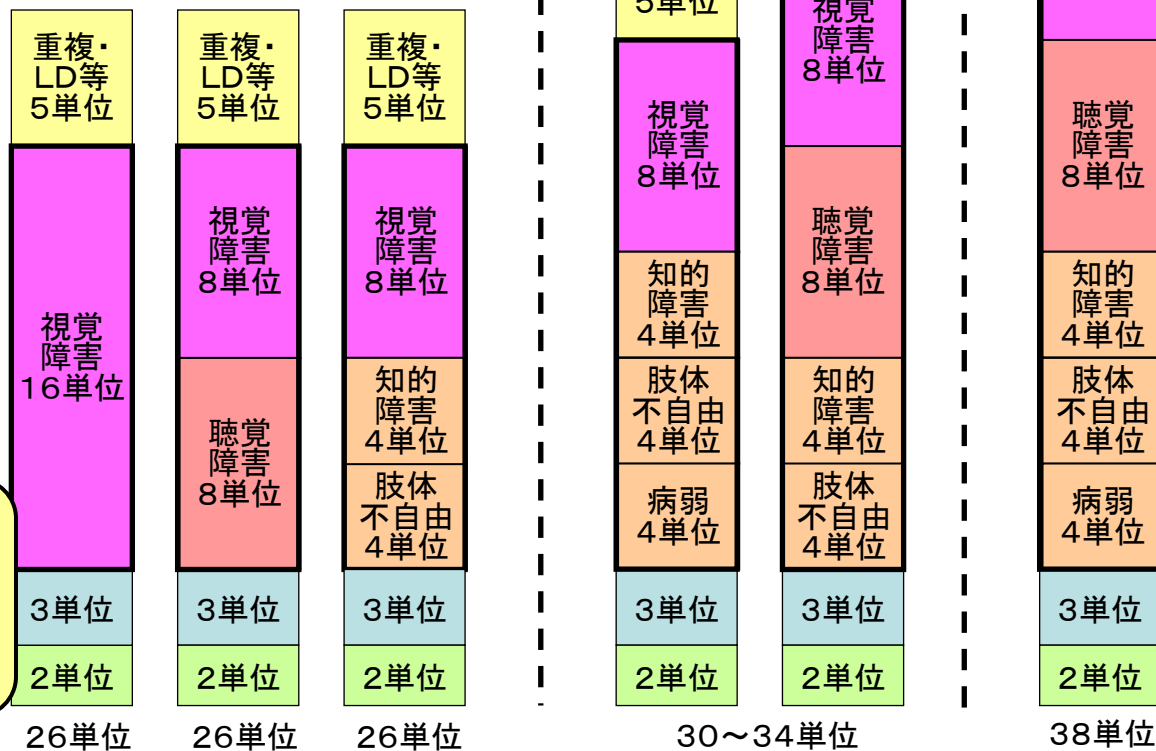 重複・
LD等
5単位
視覚
障害
16単位
3単位
2単位
26単位
重複・
LD等
5単位
視覚
障害
8単位
聴覚
障害
8単位
3単位
2単位
26単位
重複・
LD等
5単位
視覚
障害
8単位
知的
障害
4単位
肢体
不自由
4単位
3単位
2単位
26単位
5単位
視覚
障害
8単位
知的
障害
4単位
肢体
不自由
4単位
病弱
4単位
3単位
2単位
視覚
障害
8単位
聴覚
障害
8単位
知的
障害
4単位
肢体
不自由
4単位
3単位
2単位
30～34単位
聴覚
障害
8単位
知的
障害
4単位
肢体
不自由
4単位
病弱
4単位
3単位
2単位
38単位